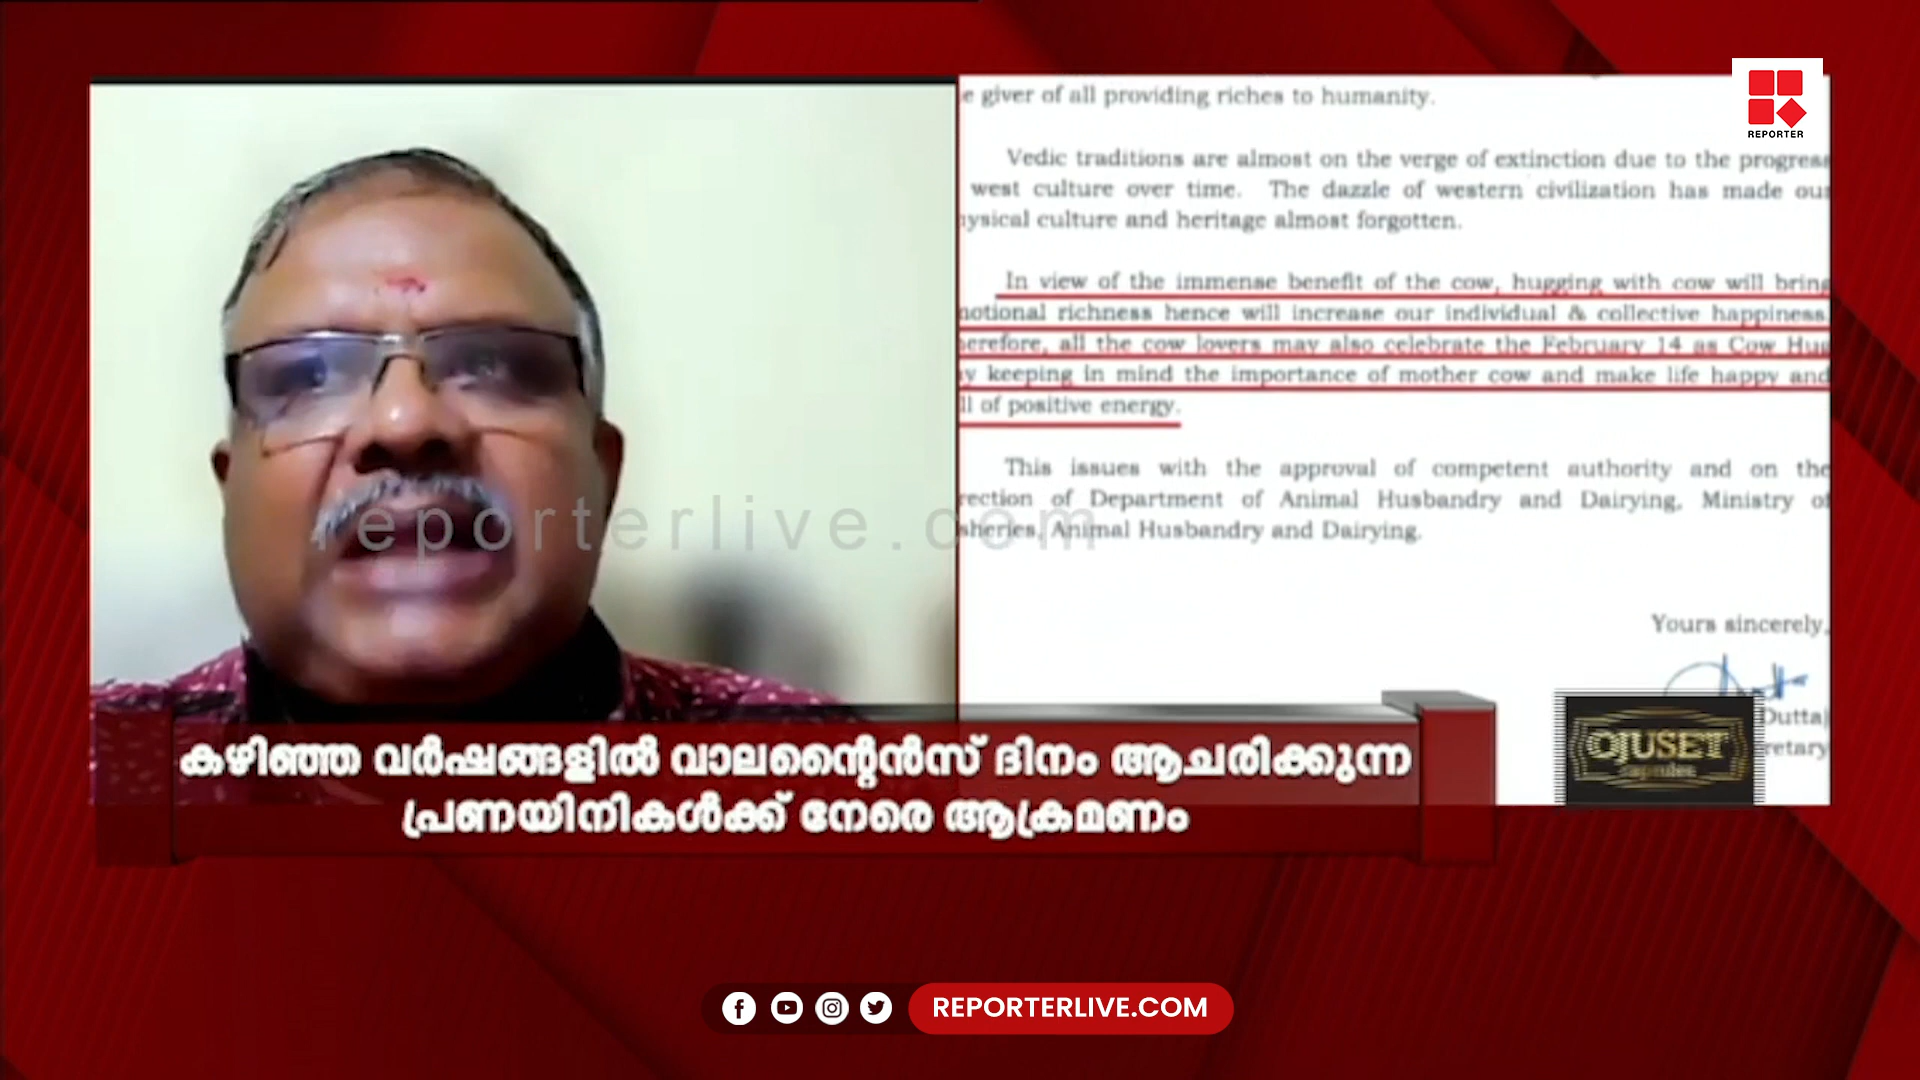 REPORTER
e giver of all providing riches to humanity.
Vedic traditions are almost on the verge of extinction due to the progress
west culture over time. The dazzle of western civilization has made our
ysical culture and heritage almost forgotten.
In view of the immense benefit of the cow, hugging with cow will bring
notional richness hence will increase our individual & collective happiness.
erefore, all the cow lovers may also celebrate the February 14 as Cow Hug
y keeping in mind the importance of mother cow and make life happy and
ll of positive energy.
This issues with the approval of competent authority and on the
rection of Department of Animal Husbandry and Dairying, Ministry of
sheries, Animal Husbandry and Dairying.
reporterlive.com
Yours sincerely,
Dutta)
retary
OJUSET
capsules
കഴിഞ്ഞ വർഷങ്ങളിൽ വാലന്റൈൻസ് ദിനം ആചരിക്കുന്ന
പ്രണയിനികൾക്ക് നേരെ ആക്രമണം
REPORTERLIVE.COM